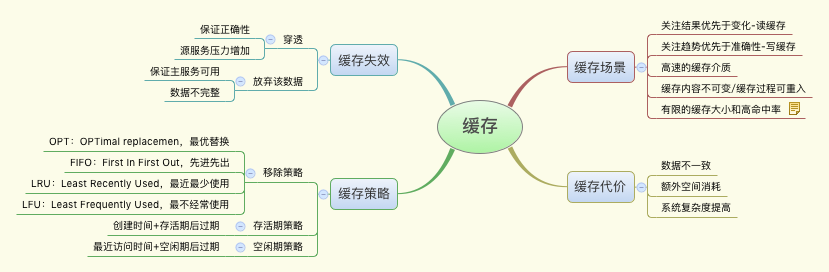 缓存
缓存失效
穿透
保证正确性
源服务压力增加
放弃该数据
保证主服务可用
数据不完整
缓存策略
移除策略
OPT：OPTimal replacemen，最优替换
FIFO：First In First Out，先进先出
LRU：Least Recently Used，最近最少使用
LFU：Least Frequently Used，最不经常使用
存活期策略
创建时间+存活期后过期
空闲期策略
最近访问时间+空闲期后过期
缓存场景
关注结果优先于变化-读缓存
关注趋势优先于准确性-写缓存
高速的缓存介质
缓存内容不可变/缓存过程可重入
有限的缓存大小和高命中率
缓存代价
数据不一致
额外空间消耗
系统复杂度提高